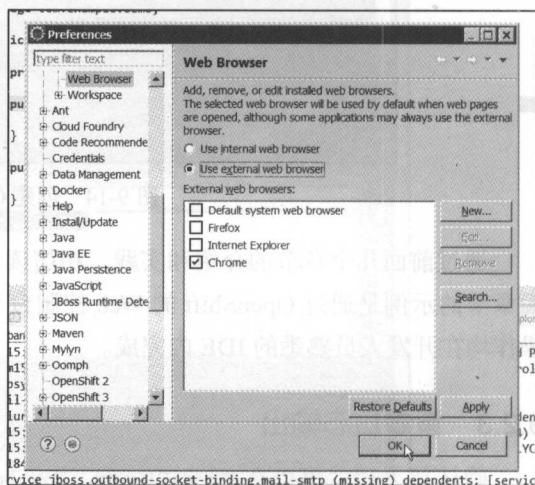 Preferences
type filter text
Web Browser
Workspace
Ant
Cloud Foundry
Code Recommende
Credentials
Data Management
Docker
Help
Install/Update
Java
Java EE
Java Persistence
JavaScript
JBoss Runtime Dete
JSON
Maven
Mylyn
Oomph
OpenShift 2
OpenShift 3
Web Browser
Add, remove, or edit installed web browsers.
The selected web browser will be used by default when web pages
are opened, although some applications may always use the external
browser.
Use internal web browser
Use external web browser
External web browsers:
Default system web browser
Firefox
Internet Explorer
Chrome
New...
Edit...
Remove
Search...
Restore Defaults
Apply
OK
Cancel
rvice jboss.outbound-socket-binding.mail-smtp (missing) dependents: [servic